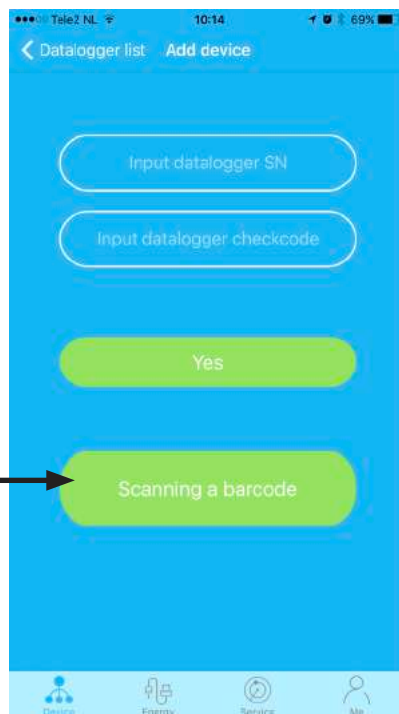 Tele2 NL 10:14 69%
Datalogger list Add device
Input datalogger SN
Input datalogger checkcode
Yes
Scanning a barcode
Device Energy Service Me